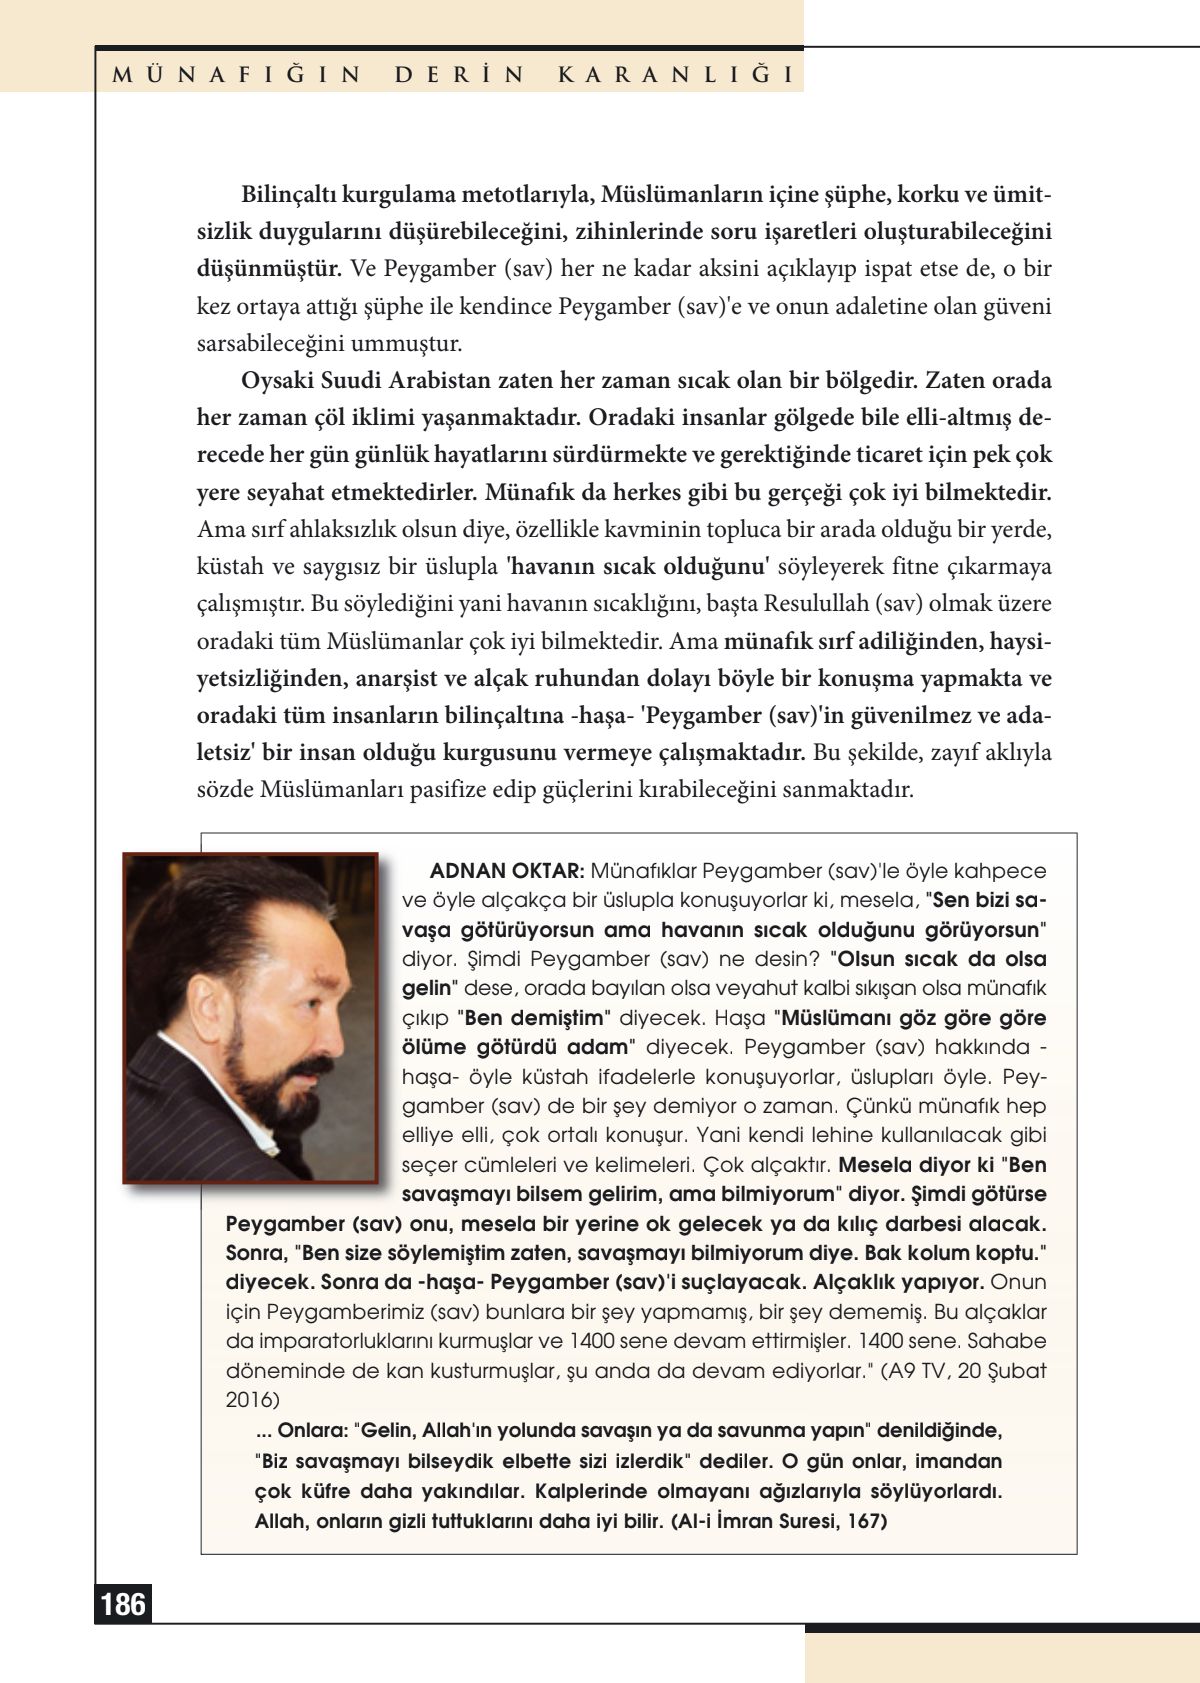 MÜNAFIĞIN DERİN KARANLIĞI
Bilinçaltı kurgulama metotlarıyla, Müslümanların içine şüphe, korku ve ümit-
sizlik duygularını düşürebileceğini, zihinlerinde soru işaretleri oluşturabileceğini
düşünmüştür. Ve Peygamber (sav) her ne kadar aksini açıklayıp ispat etse de, o bir
kez ortaya attığı şüphe ile kendince Peygamber (sav)'e ve onun adaletine olan güveni
sarsabileceğini ummuştur.
Oysaki Suudi Arabistan zaten her zaman sıcak olan bir bölgedir. Zaten orada
her zaman çöl iklimi yaşanmaktadır. Oradaki insanlar gölgede bile elli-altmış de-
recede her gün günlük hayatlarını sürdürmekte ve gerektiğinde ticaret için pek çok
yere seyahat etmektedirler. Münafık da herkes gibi bu gerçeği çok iyi bilmektedir.
Ama sırf ahlaksızlık olsun diye, özellikle kavminin topluca bir arada olduğu bir yerde,
küstah ve saygısız bir üslupla 'havanın sıcak olduğunu' söyleyerek fitne çıkarmaya
çalışmıştır. Bu söylediğini yani havanın sıcaklığını, başta Resulullah (sav) olmak üzere
oradaki tüm Müslümanlar çok iyi bilmektedir. Ama münafık sırf adiliğinden, haysi-
yetsizliğinden, anarşist ve alçak ruhundan dolayı böyle bir konuşma yapmakta ve
oradaki tüm insanların bilinçaltına -haşa- 'Peygamber (sav)'in güvenilmez ve ada-
letsiz' bir insan olduğu kurgusunu vermeye çalışmaktadır. Bu şekilde, zayıf aklıyla
sözde Müslümanları pasifize edip güçlerini kırabileceğini sanmaktadır.
ADNAN OKTAR: Münafıklar Peygamber (sav)'le öyle kahpece
ve öyle alçakça bir üslupla konuşuyorlar ki, mesela, "Sen bizi sa-
vaşa götürüyorsun ama havanın sıcak olduğunu görüyorsun"
diyor. Şimdi Peygamber (sav) ne desin? "Olsun sıcak da olsa
gelin" dese, orada bayılan olsa veyahut kalbi sıkışan olsa münafık
çıkıp "Ben demiştim" diyecek. Haşa "Müslümanı göz göre göre
ölüme götürdü adam" diyecek. Peygamber (sav) hakkında -
haşa- öyle küstah ifadelerle konuşuyorlar, üslupları öyle. Pey-
gamber (sav) de bir şey demiyor o zaman. Çünkü münafık hep
elliye elli, çok ortalı konuşur. Yani kendi lehine kullanılacak gibi
seçer cümleleri ve kelimeleri. Çok alçaktır. Mesela diyor ki "Ben
savaşmayı bilsem gelirim, ama bilmiyorum" diyor. Şimdi götürse
Peygamber (sav) onu, mesela bir yerine ok gelecek ya da kılıç darbesi alacak.
Sonra, "Ben size söylemiştim zaten, savaşmayı bilmiyorum diye. Bak kolum koptu."
diyecek. Sonra da -haşa- Peygamber (sav)'i suçlayacak. Alçaklık yapıyor. Onun
için Peygamberimiz (sav) bunlara bir şey yapmamış, bir şey dememiş. Bu alçaklar
da imparatorluklarını kurmuşlar ve 1400 sene devam ettirmişler. 1400 sene. Sahabe
döneminde de kan kusturmuşlar, şu anda da devam ediyorlar." (A9 TV, 20 Şubat
2016)
... Onlara: "Gelin, Allah'ın yolunda savaşın ya da savunma yapın" denildiğinde,
"Biz savaşmayı bilseydik elbette sizi izlerdik" dediler. O gün onlar, imandan
çok küfre daha yakındılar. Kalplerinde olmayanı ağızlarıyla söylüyorlardı.
Allah, onların gizli tuttuklarını daha iyi bilir. (Al-i İmran Suresi, 167)
186